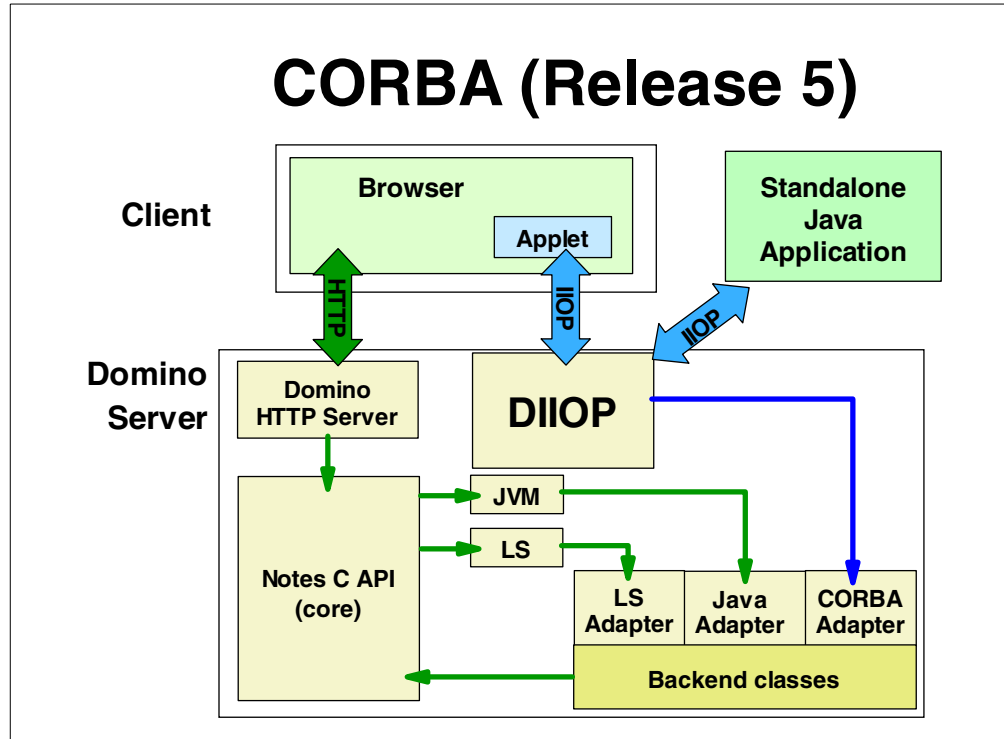 CORBA (Release 5)
Client
Browser
Applet
Standalone
Java
Application
HTTP
IIOP
IIOP
Domino
Server
Domino
HTTP Server
DIIOP
JVM
LS
Notes C API
(core)
LS
Adapter
Java
Adapter
CORBA
Adapter
Backend classes